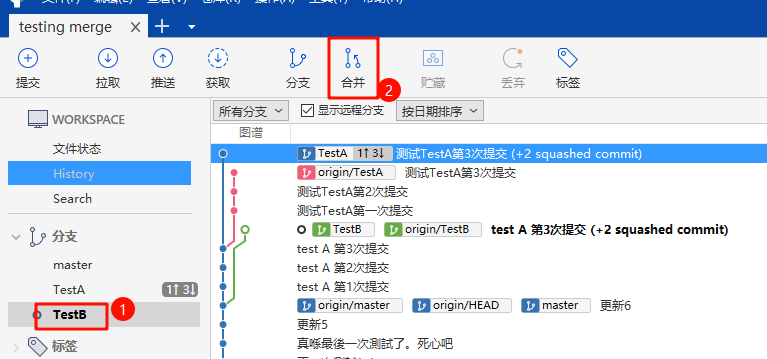 testing merge
提交 拉取 推送 获取 分支 合并 贮藏 丢弃 标签
2
WORKSPACE
文件状态
History
Search
分支
master
TestA 1↑ 3↓
TestB
1
标签
所有分支 显示远程分支 按日期排序
图谱
TestA 1↑ 3↓ 测试TestA第3次提交 (+2 squashed commit)
origin/TestA 测试TestA第3次提交
测试TestA第2次提交
测试TestA第一次提交
TestB origin/TestB test A 第3次提交 (+2 squashed commit)
test A 第3次提交
test A 第2次提交
test A 第1次提交
origin/master origin/HEAD master 更新6
更新5
真喺最後一次測試了。死心吧